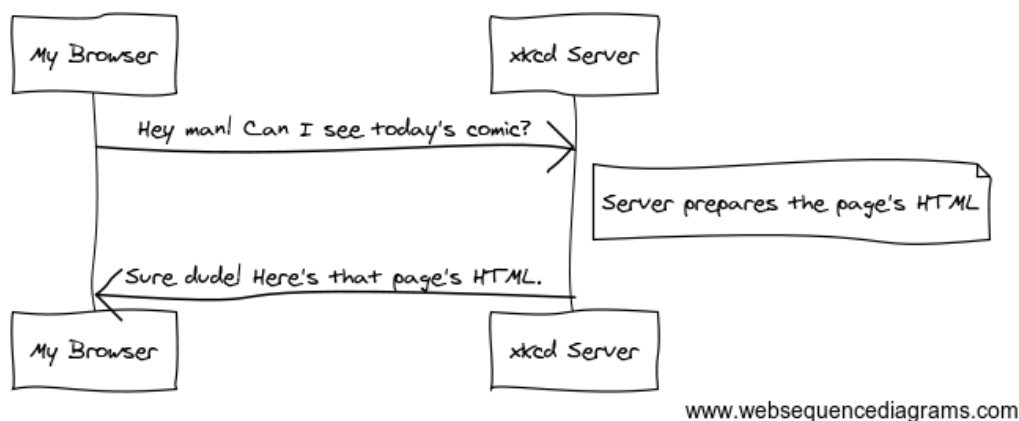 My Browser
xkcd Server
Hey man! Can I see today's comic?
Server prepares the page's HTML
Sure dude! Here's that page's HTML.
My Browser
xkcd Server
www.websequencediagrams.com